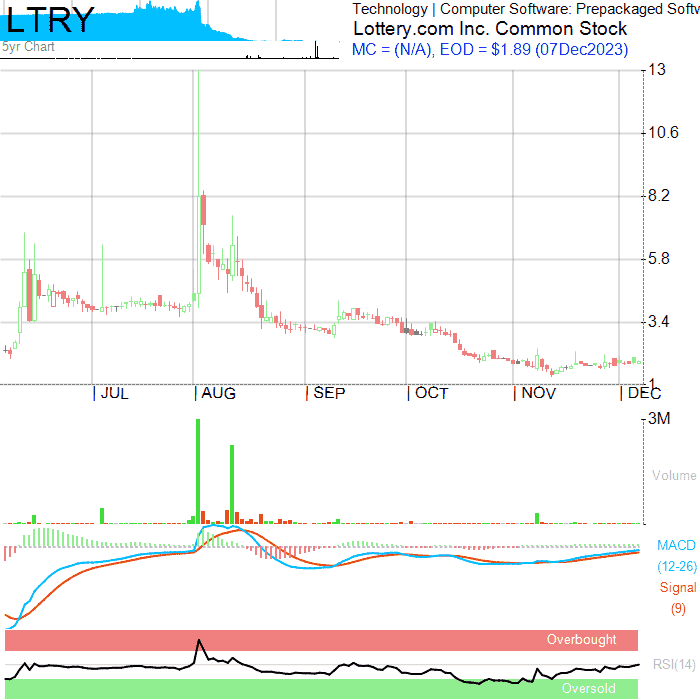 LTRY
5yr Chart
Technology | Computer Software: Prepackaged Softw
Lottery.com Inc. Common Stock
MC = (N/A), EOD = $1.89 (07Dec2023)
13
10.6
8.2
5.8
3.4
1
JUL AUG SEP OCT NOV DEC
3M
Volume
MACD
(12-26)
Signal
(9)
Overbought
RSI(14)
Oversold